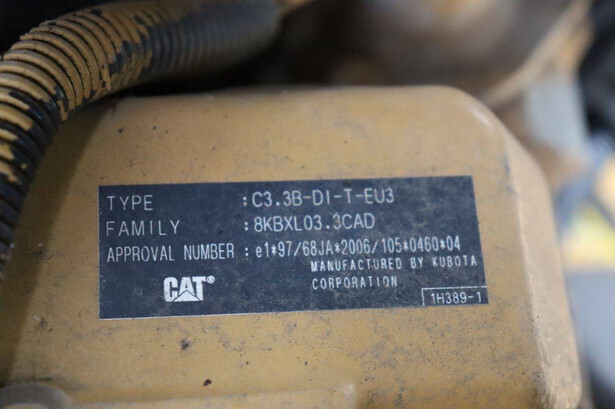 TYPE : C3.3B-DI-T-EU3
FAMILY : 8KBXL03.3CAD
APPROVAL NUMBER : e1*97/68JA*2006/105*0460*04
MANUFACTURED BY KUBOTA
CORPORATION
CAT®
1H389-1